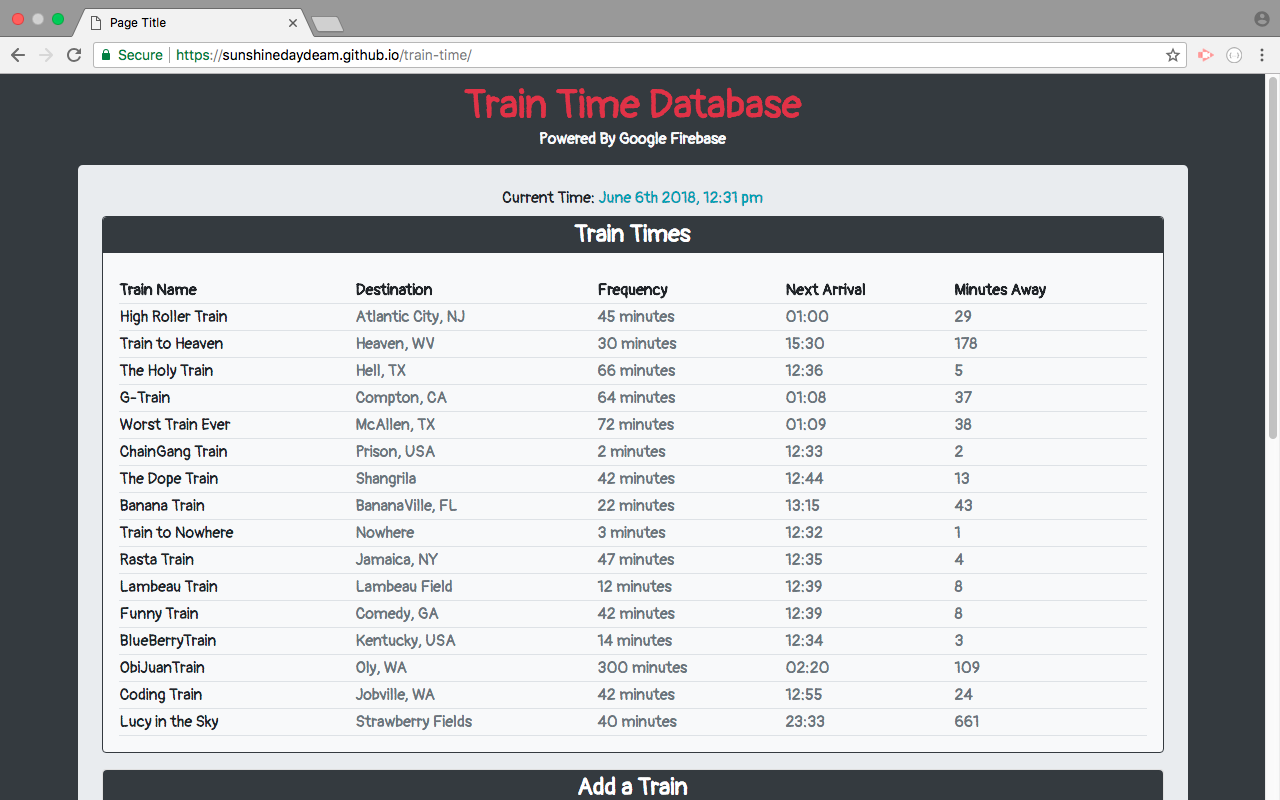 Page Title
Secure https://sunshinedaydeam.github.io/train-time/
Train Time Database
Powered By Google Firebase
Current Time: June 6th 2018, 12:31 pm
Train Times
Train Name Destination Frequency Next Arrival Minutes Away
High Roller Train Atlantic City, NJ 45 minutes 01:00 29
Train to Heaven Heaven, WV 30 minutes 15:30 178
The Holy Train Hell, TX 66 minutes 12:36 5
G-Train Compton, CA 64 minutes 01:08 37
Worst Train Ever McAllen, TX 72 minutes 01:09 38
ChainGang Train Prison, USA 2 minutes 12:33 2
The Dope Train Shangrila 42 minutes 12:44 13
Banana Train BananaVille, FL 22 minutes 13:15 43
Train to Nowhere Nowhere 3 minutes 12:32 1
Rasta Train Jamaica, NY 47 minutes 12:35 4
Lambeau Train Lambeau Field 12 minutes 12:39 8
Funny Train Comedy, GA 42 minutes 12:39 8
BlueBerryTrain Kentucky, USA 14 minutes 12:34 3
ObiJuanTrain Oly, WA 300 minutes 02:20 109
Coding Train Jobville, WA 42 minutes 12:55 24
Lucy in the Sky Strawberry Fields 40 minutes 23:33 661
Add a Train